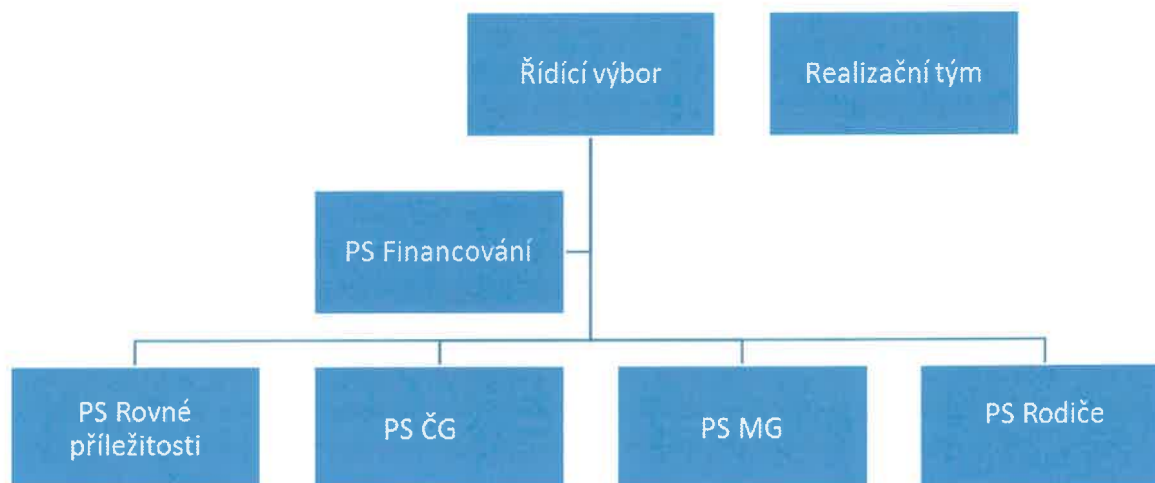 Řídící výbor
Realizační tým
PS Financování
PS Rovné
příležitosti
PS ČG
PS MG
PS Rodiče